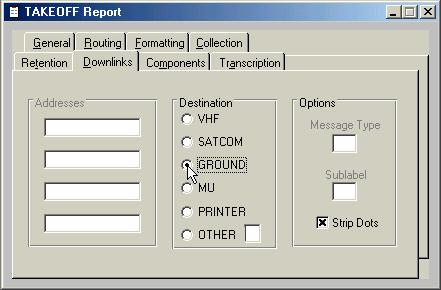 TAKEOFF Report
General Routing Formatting Collection
Retention Downlinks Components Transcription
Addresses
Destination
VHF
SATCOM
GROUND
MU
PRINTER
OTHER
Options
Message Type
Sublabel
Strip Dots